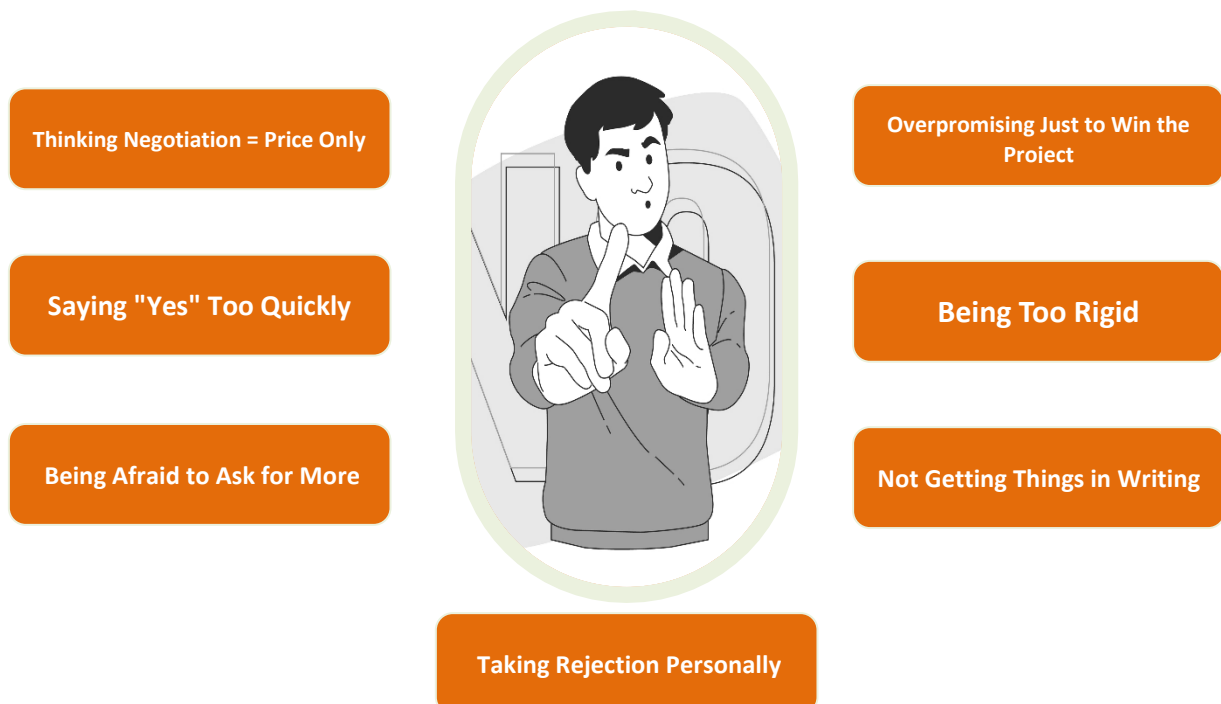 Thinking Negotiation = Price Only
Saying "Yes" Too Quickly
Being Afraid to Ask for More
Overpromising Just to Win the
Project
Being Too Rigid
Not Getting Things in Writing
Taking Rejection Personally